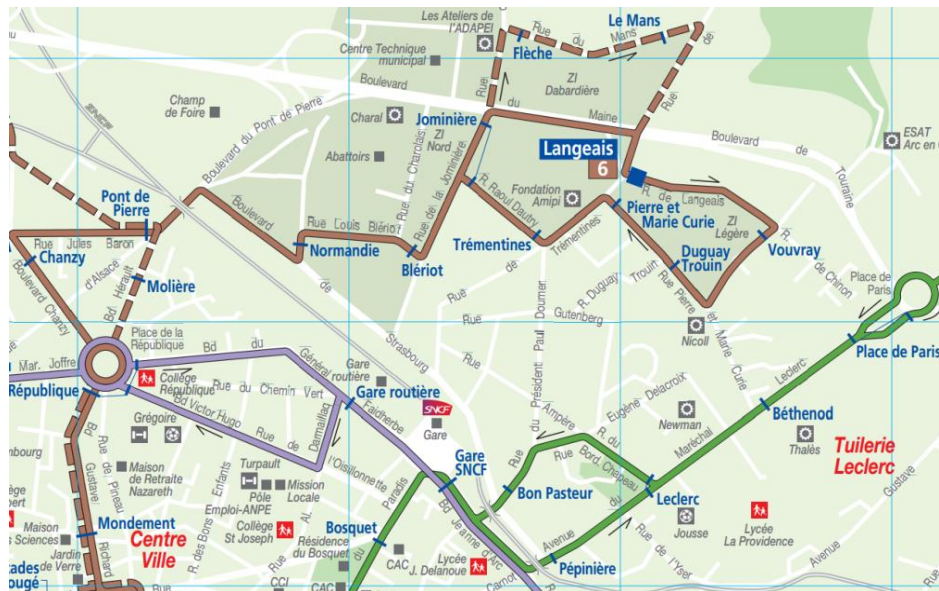 Les Ateliers de
l'ADAPEI
Le Mans
Rue du Mans
Flèche
Rue de
Centre Technique
municipal
ZI
Dabardière
Rue
Boulevard du Maine
Boulevard de Touraine
ESAT
Arc en
SNCF
Champ
de Foire
Boulevard du Pont de Pierre
Charal
Jominière
ZI
Nord
Abattoirs
Rue du Charolais
Langeais
6
R. de Langeais
Fondation
Amipi
R. Raoul Dautry
Rue de la Jominière
Pont de
Pierre
Boulevard de Strasbourg
Rue Louis Blériot
Pierre et
Marie Curie
ZI
Légère
Vouvray
R. de Chinon
Rue Jules Baron
Chanzy
Normandie
Blériot
Trémentines
Rue de Trémentines
Duguay
Trouin
Boulevard Chanzy
d'Alsace
Bd Hérault
Molière
R. Duguay Trouin
Rue Gutenberg
Rue Pierre et Marie Curie
Nicoll
Place de
Paris
Place de Paris
Place de la
République
Bd du Général Faidherbe
Mar. Joffre
République
Collège
République
Rue du Chemin Vert
Gare
routière
Gare routière
Rue
du Président Paul Doumer
Bd Victor Hugo
Rue de Darmaillacq
Grégoire
SNCF
Gare
Rue Ampère
Eugène Delacroix
Newman
Maréchal Leclerc
Béthenod
Thalès
Tuilerie
Leclerc
Bd Gustave Richard
Rue de Pineau
Maison
de Retraite
Nazareth
R. des Bons Enfants
Turpault
Pôle
Emploi-ANPE
Mission
Locale
l'Oisillonnette
Gare
SNCF
Rue
R. du Bord. Chapeau
Bon Pasteur
Leclerc
Gustave
Mondement
Centre
Ville
Collège
St Joseph
Al.
Bosquet
Résidence
du Bosquet
du Paradis
Bd Jeanne d'Arc
Jousse
Lycée
La Providence
Maison
Sciences
Jardin
de Verre
CCI
CAC
CAC
Lycée
J. Delanoue
Carnot
Avenue
Pépinière
Rue de l'Yser
Avenue